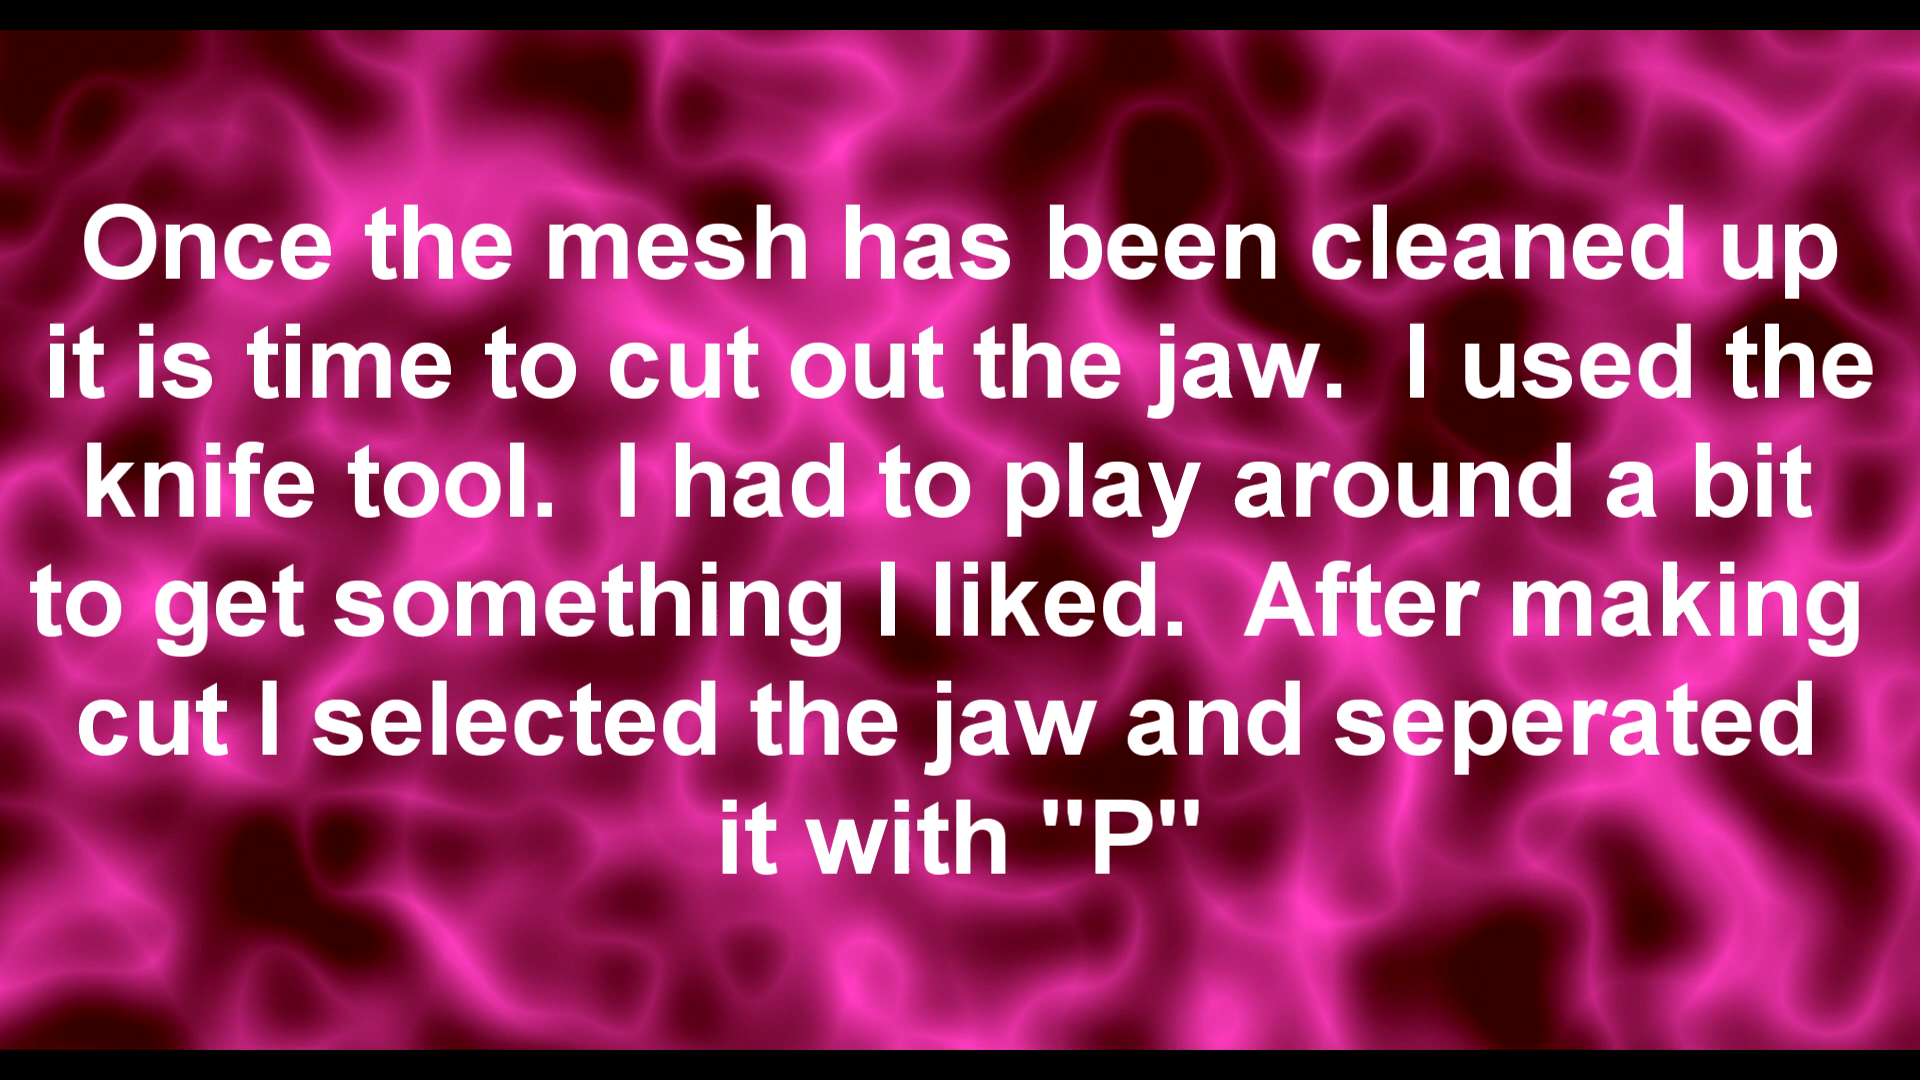 Once the mesh has been cleaned up
it is time to cut out the jaw.  I used the
knife tool.  I had to play around a bit
to get something I liked.  After making
cut I selected the jaw and seperated
it with "P"